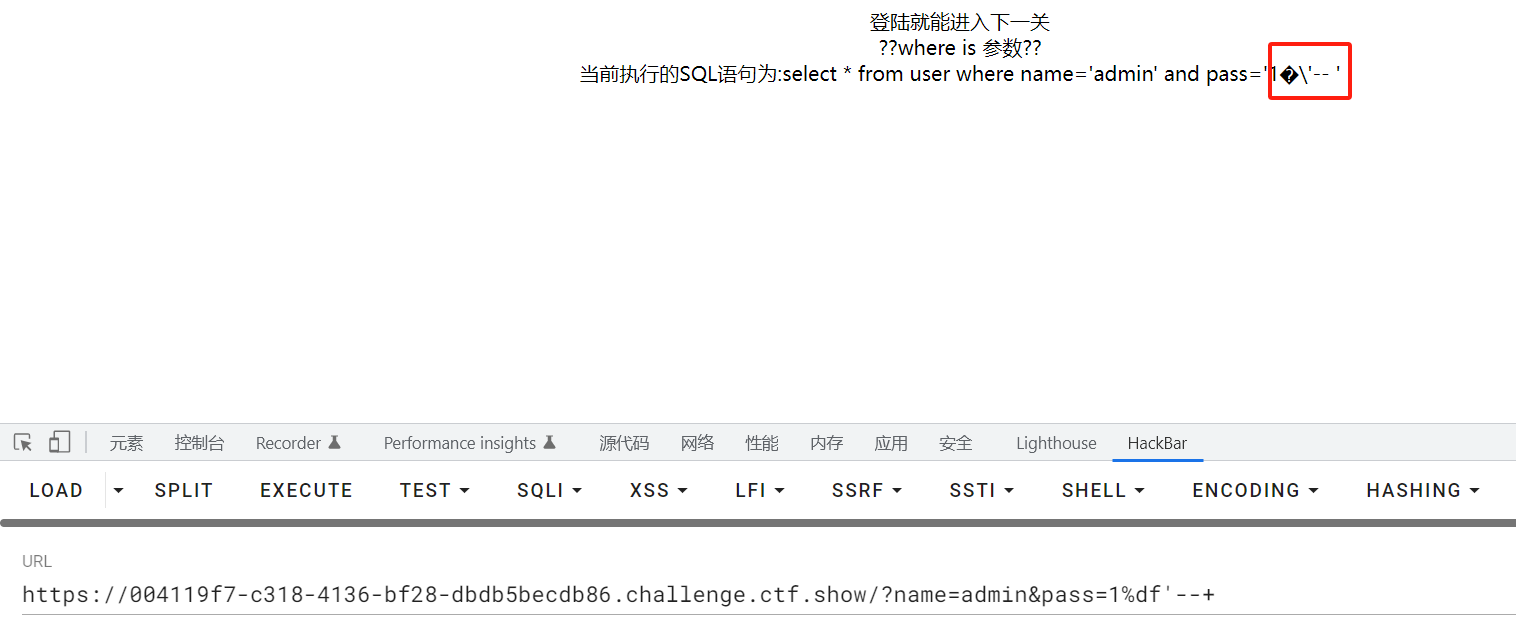 登陆就能进入下一关
??where is 参数??
当前执行的SQL语句为:select * from user where name='admin' and pass='1�\'-- '
元素 控制台 Recorder Performance insights 源代码 网络 性能 内存 应用 安全 Lighthouse HackBar
LOAD SPLIT EXECUTE TEST SQLI XSS LFI SSRF SSTI SHELL ENCODING HASHING
URL
https://004119f7-c318-4136-bf28-dbdb5becdb86.challenge.ctf.show/?name=admin&pass=1%df'--+